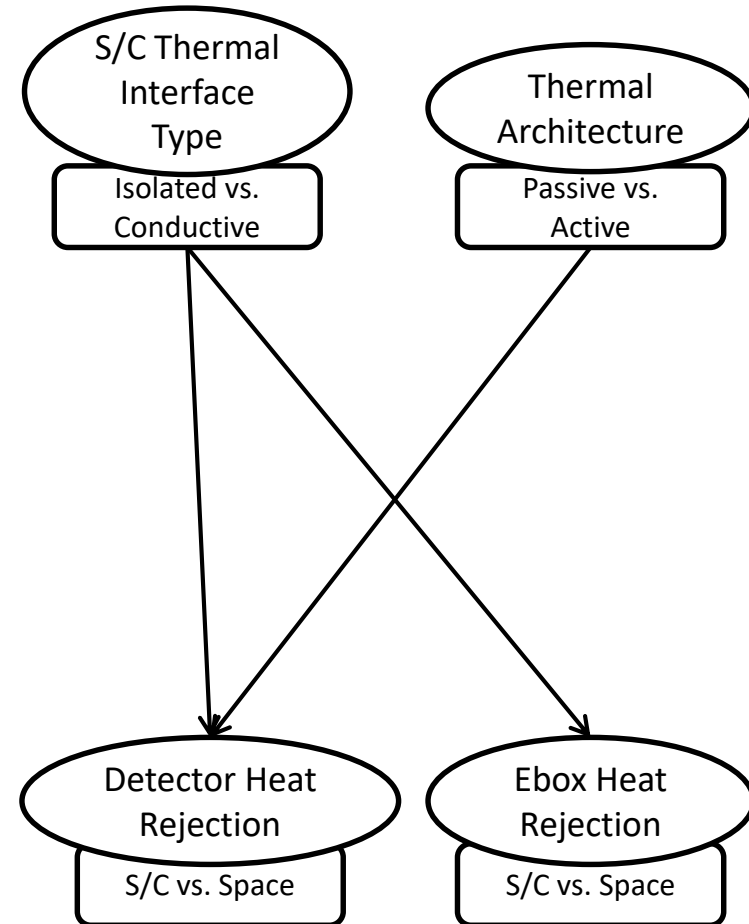 S/C Thermal
Interface
Type
Isolated vs.
Conductive
Thermal
Architecture
Passive vs.
Active
Detector Heat
Rejection
S/C vs. Space
Ebox Heat
Rejection
S/C vs. Space